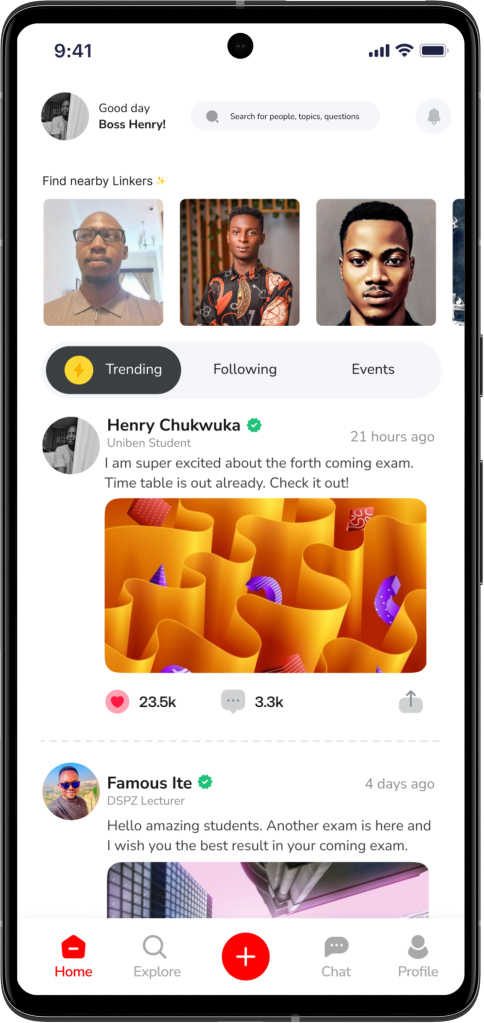 9:41
Good day
Boss Henry!
Search for people, topics, questions
Find nearby Linkers ✨
Trending
Following
Events
Henry Chukwuka
21 hours ago
Uniben Student
I am super excited about the forth coming exam.
Time table is out already. Check it out!
23.5k
3.3k
Famous Ite
4 days ago
DSPZ Lecturer
Hello amazing students. Another exam is here and
I wish you the best result in your coming exam.
Home
Explore
Chat
Profile